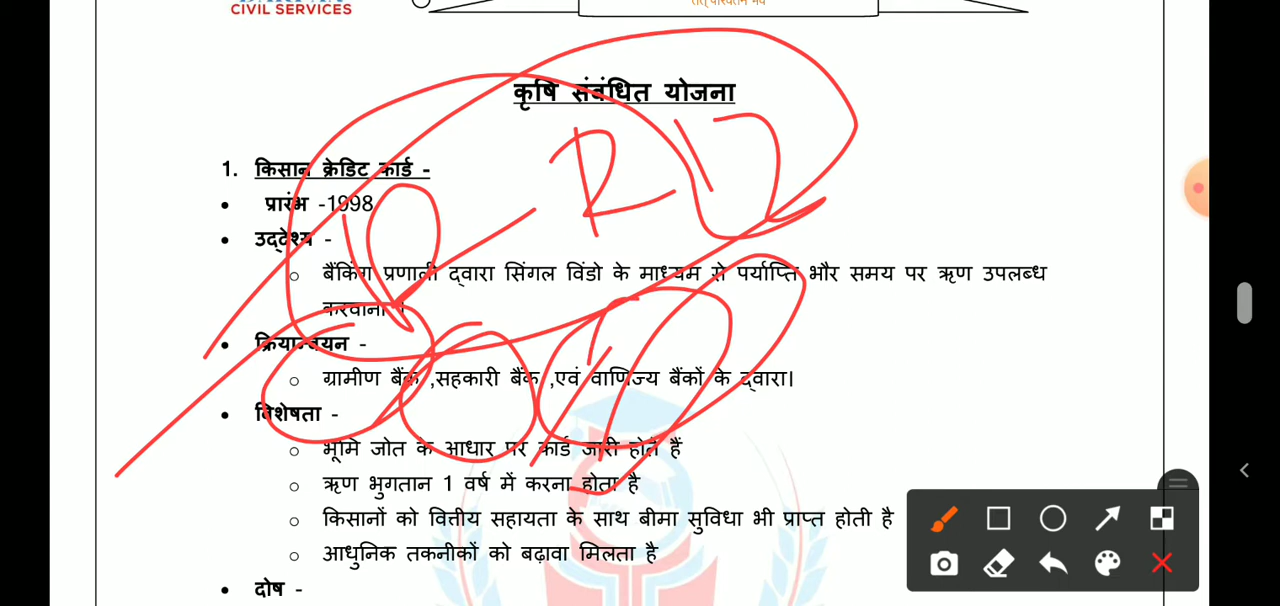 CIVIL SERVICES
कृषि संबंधित योजना
1. किसान क्रेडिट कार्ड -
• प्रारंभ -1998
• उद्देश्य -
○ बैंकिंग प्रणाली द्वारा सिंगल विंडो के माध्यम से पर्याप्ति और समय पर ऋण उपलब्ध
करवाना ।
• क्रियान्वयन -
○ ग्रामीण बैंक ,सहकारी बैंक ,एवं वाणिज्य बैंकों के द्वारा।
• विशेषता -
○ भूमि जोत के आधार पर कार्ड जारी होते हैं
○ ऋण भुगतान 1 वर्ष में करना होता है
○ किसानों को वित्तीय सहायता के साथ बीमा सुविधा भी प्राप्त होती है
○ आधुनिक तकनीकों को बढ़ावा मिलता है
• दोष -